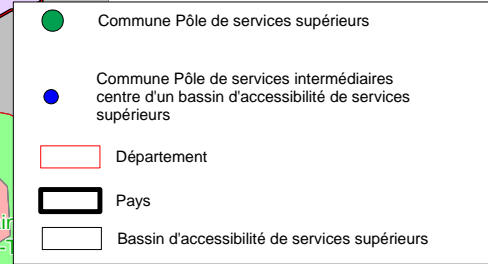 Commune Pôle de services supérieurs
Commune Pôle de services intermédiaires
centre d'un bassin d'accessibilité de services
supérieurs
Département
Pays
Bassin d'accessibilité de services supérieurs